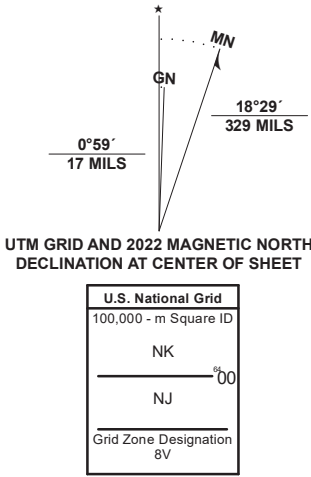 ★
MN
GN
18°29´
329 MILS
0°59´
17 MILS
UTM GRID AND 2022 MAGNETIC NORTH
DECLINATION AT CENTER OF SHEET
U.S. National Grid
100,000 - m Square ID
NK
6400
NJ
Grid Zone Designation
8V